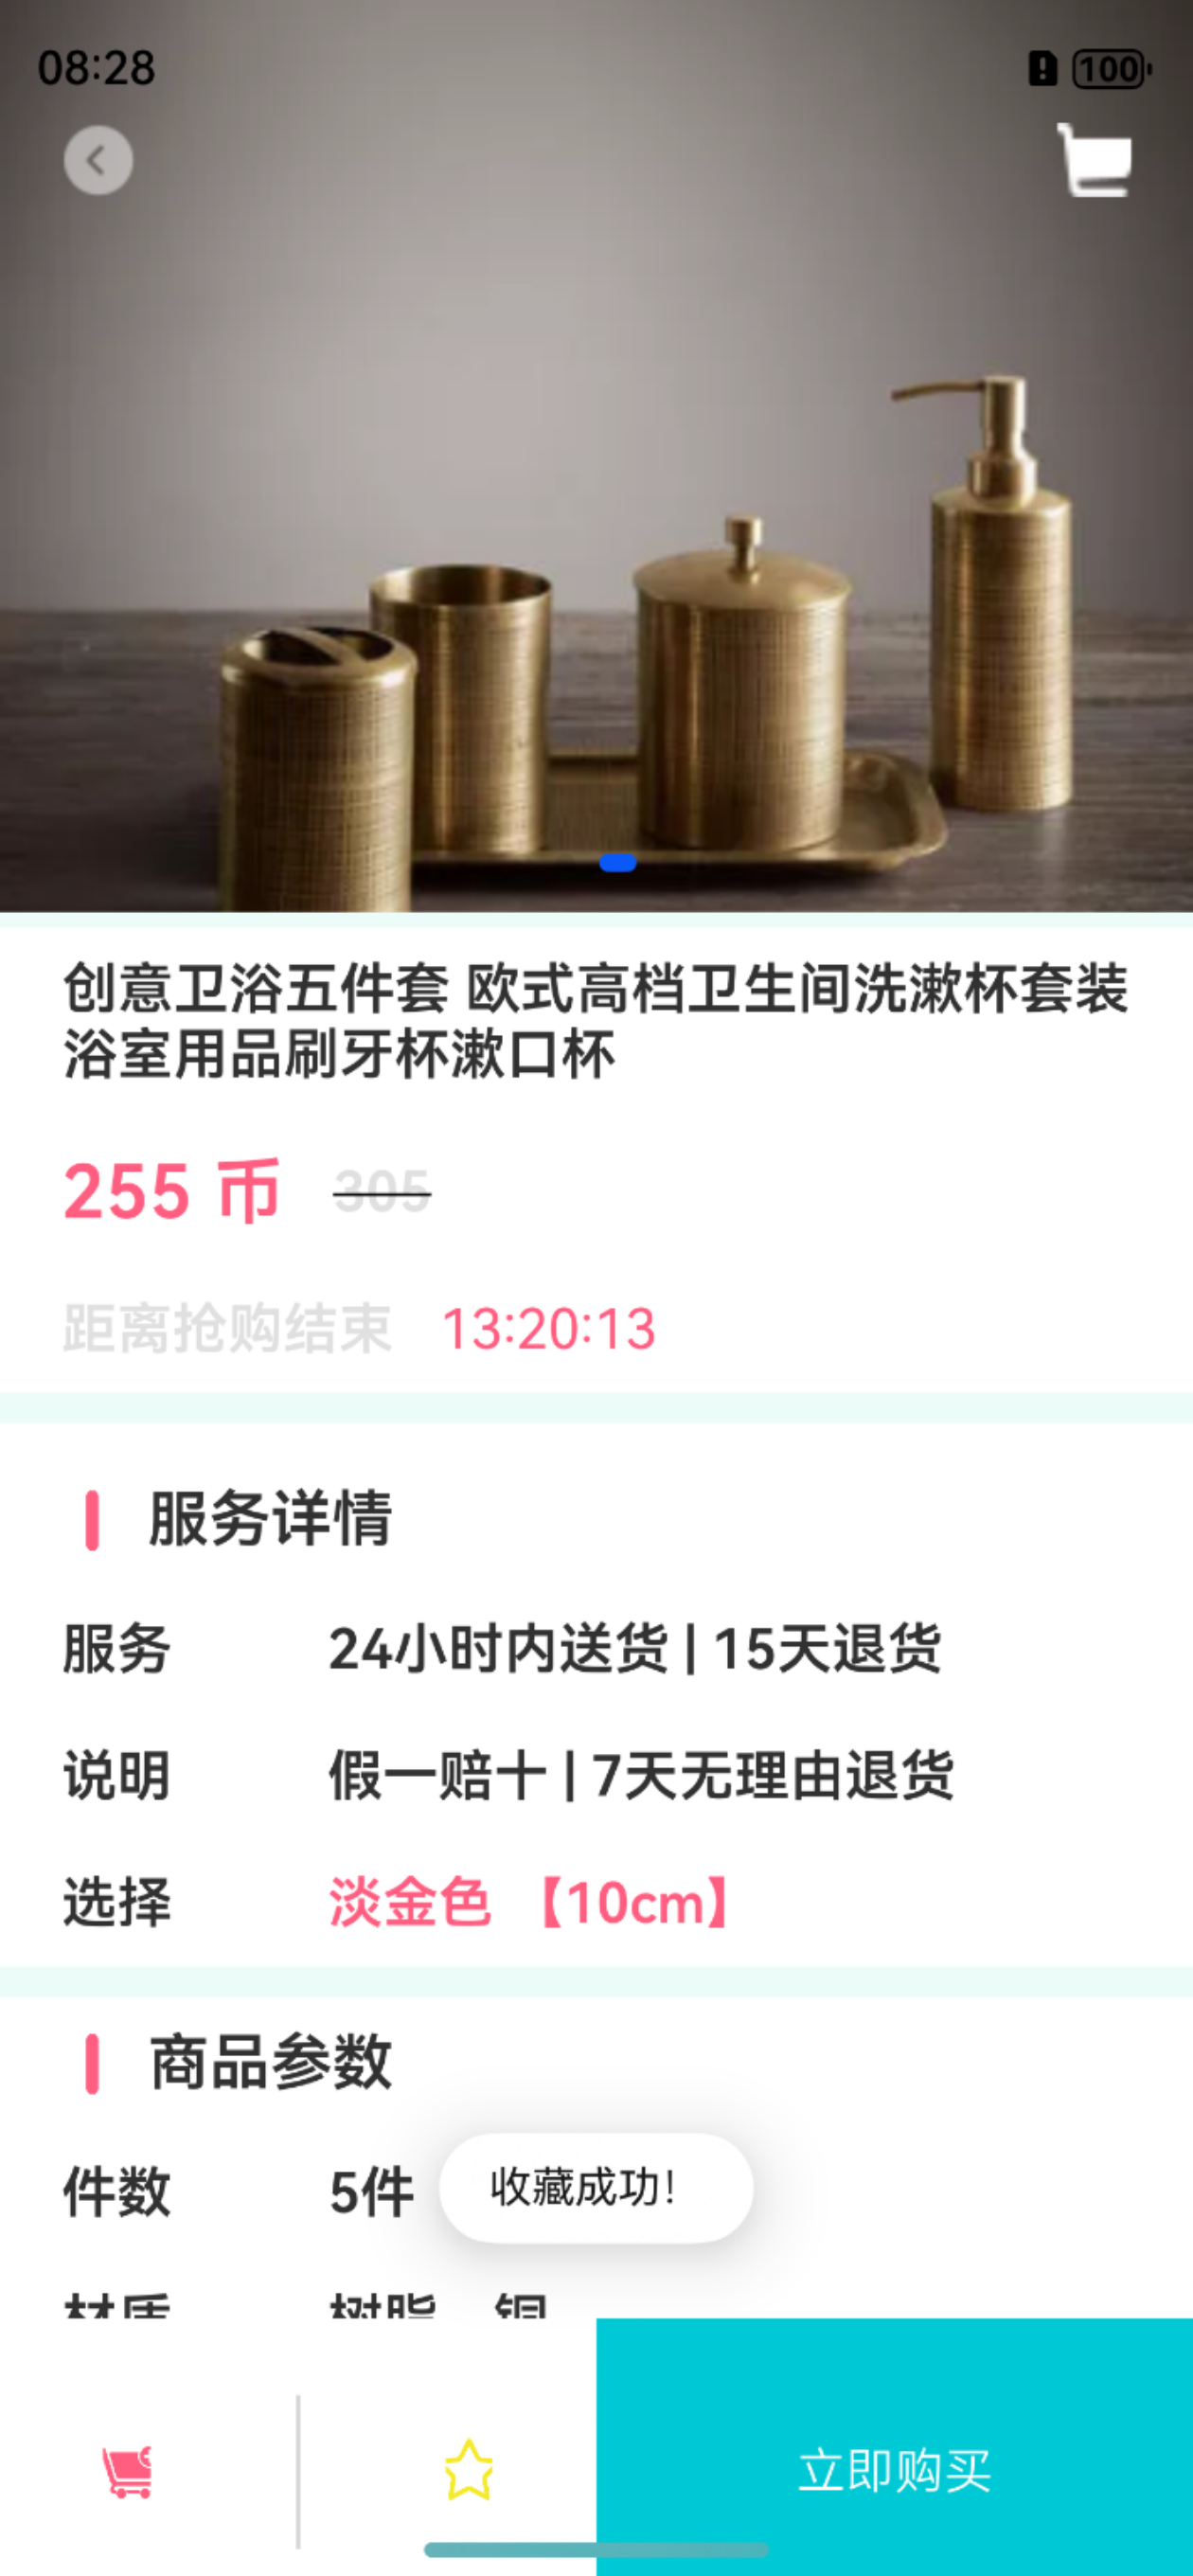 08:28
100
创意卫浴五件套 欧式高档卫生间洗漱杯套装
浴室用品刷牙杯漱口杯
255 币 305
距离抢购结束 13:20:13
服务详情
服务 24小时内送货 | 15天退货
说明 假一赔十 | 7天无理由退货
选择 淡金色 【10cm】
商品参数
件数 5件
收藏成功!
材质 树脂、铜
立即购买